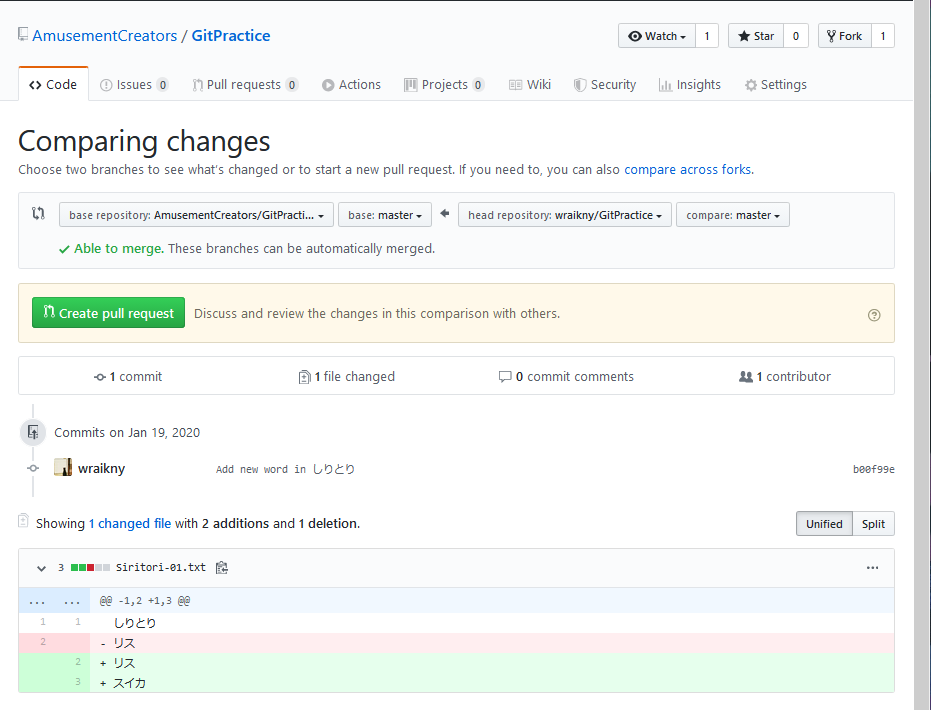 AmusementCreators / GitPractice
Watch 1 Star 0 Fork 1
Code Issues 0 Pull requests 0 Actions Projects 0 Wiki Security Insights Settings
Comparing changes
Choose two branches to see what's changed or to start a new pull request. If you need to, you can also compare across forks.
base repository: AmusementCreators/GitPracti... base: master head repository: wraikny/GitPractice compare: master
Able to merge. These branches can be automatically merged.
Create pull request Discuss and review the changes in this comparison with others.
1 commit 1 file changed 0 commit comments 1 contributor
Commits on Jan 19, 2020
wraikny Add new word in しりとり b00f99e
Showing 1 changed file with 2 additions and 1 deletion.
Unified Split
3 Siritori-01.txt ...
... ... @@ -1,2 +1,3 @@
1 1 しりとり
2 - リス
2 + リス
3 + スイカ